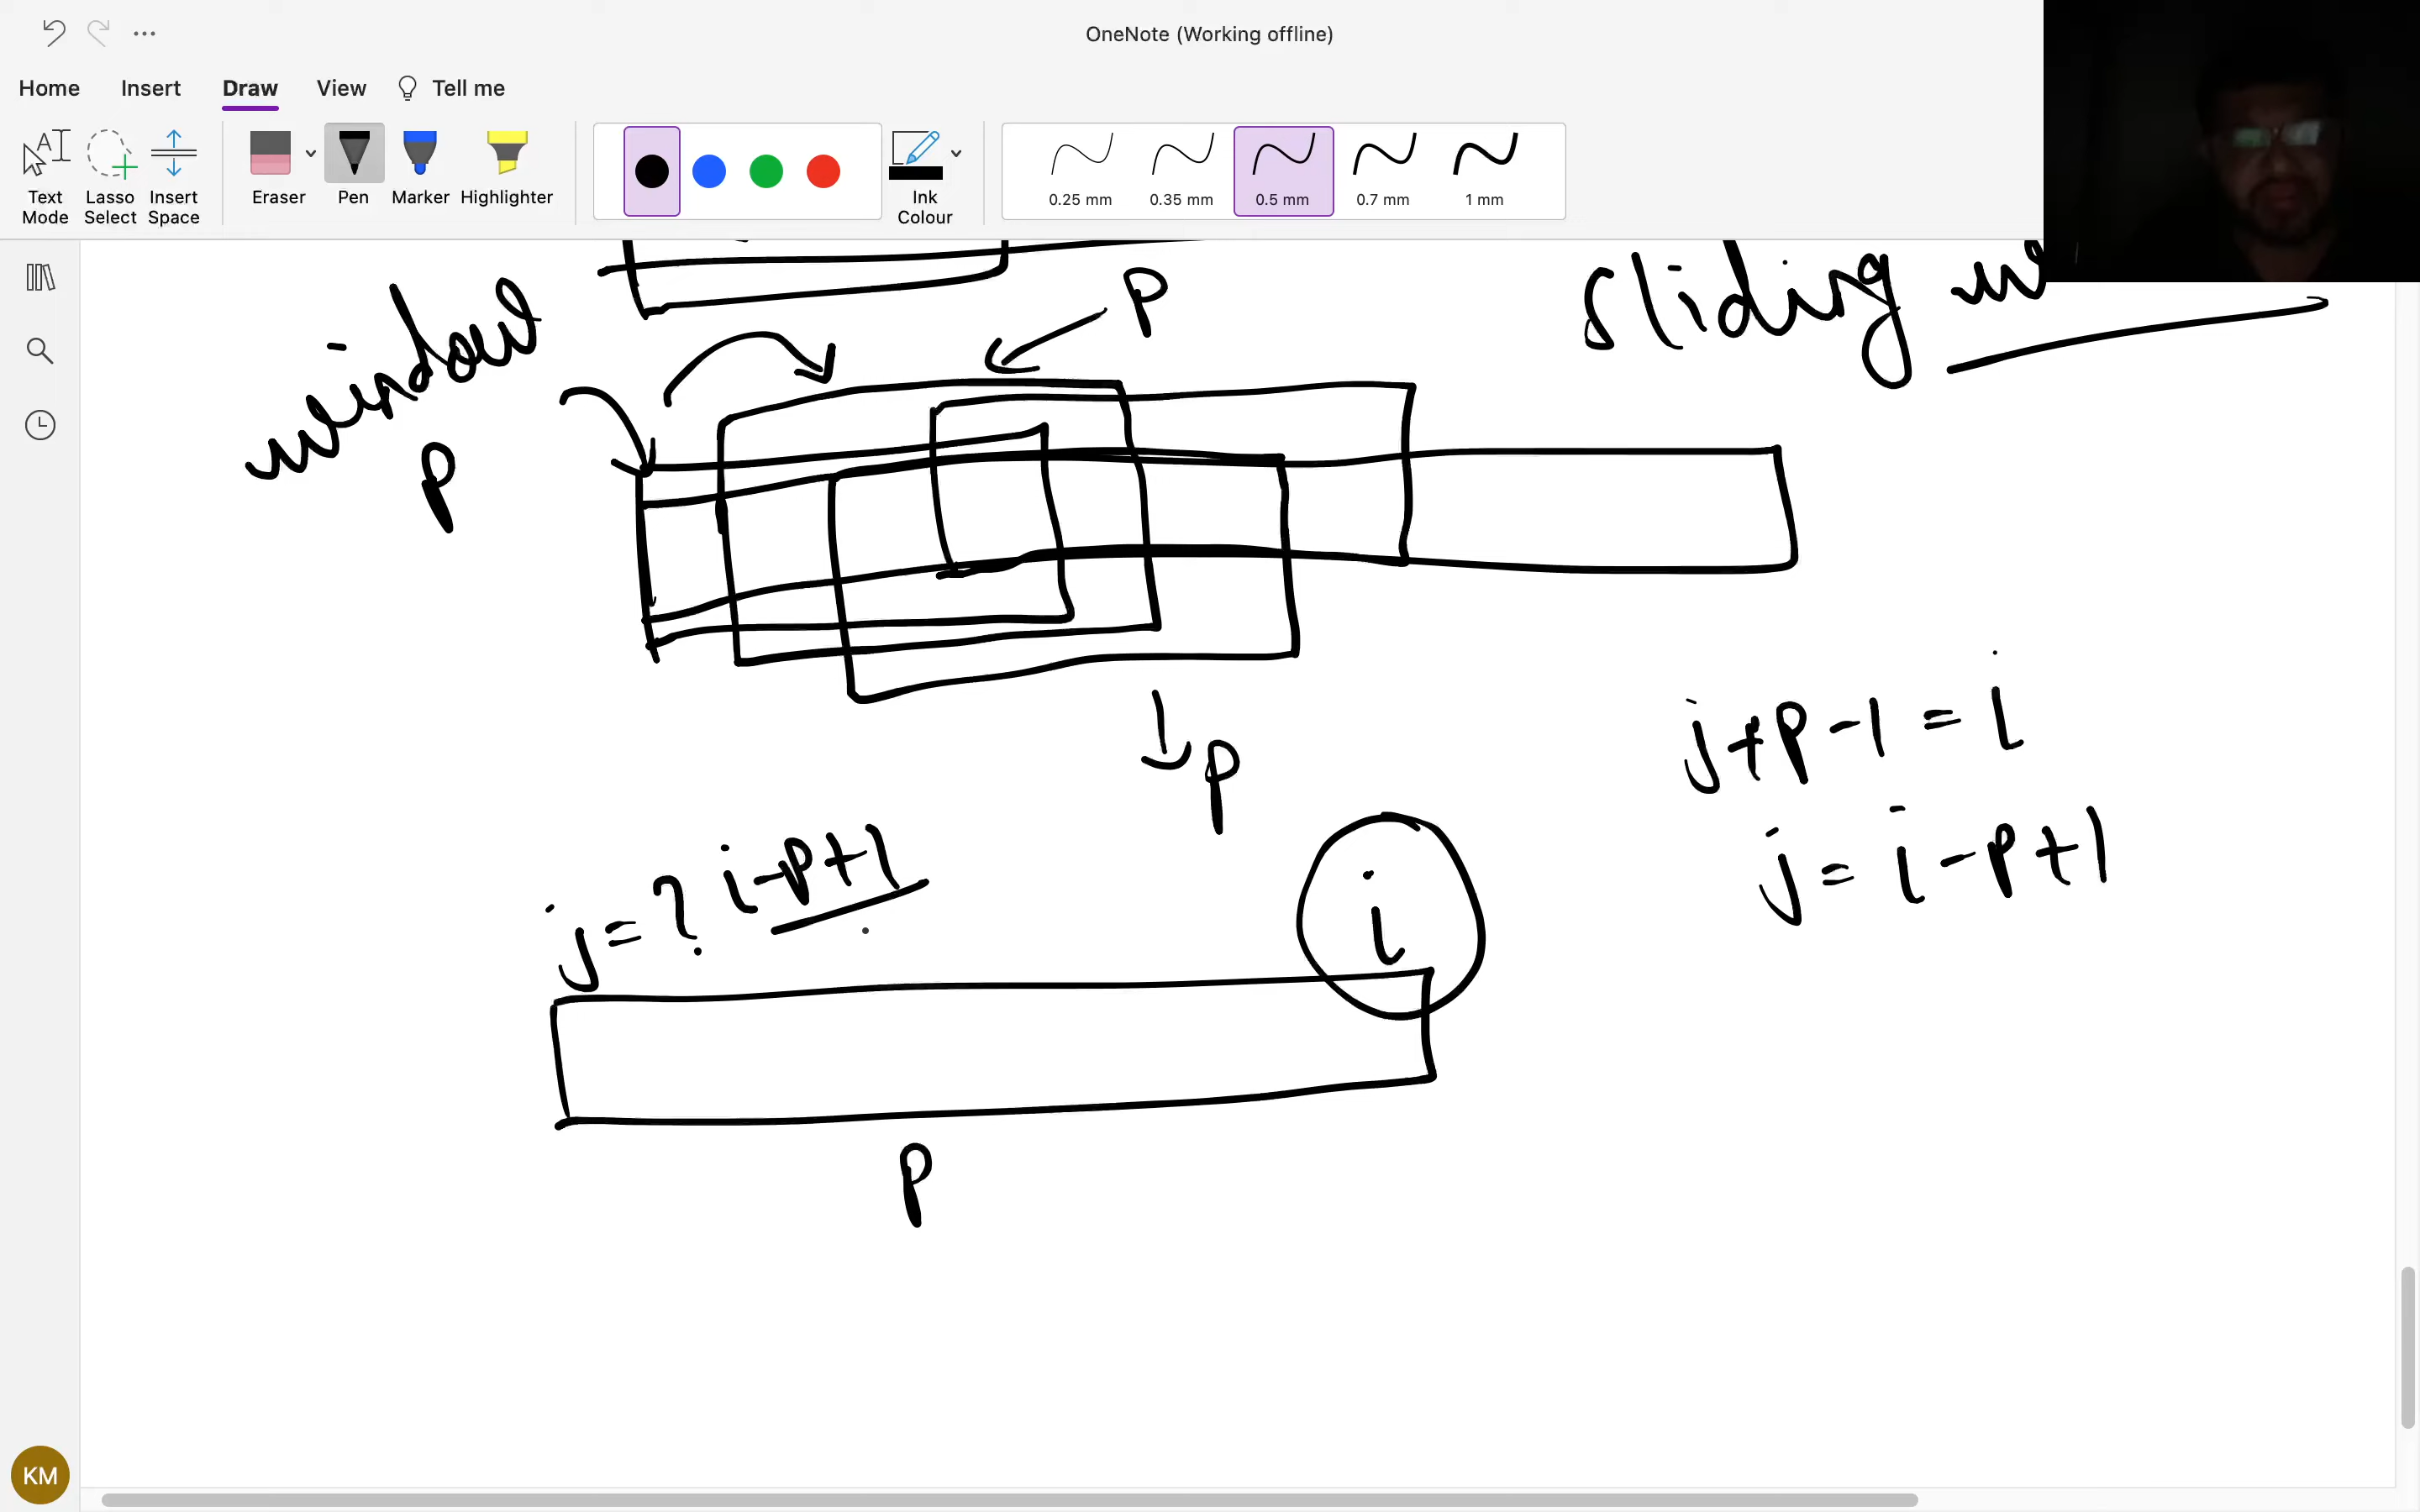 OneNote (Working offline)
Home Insert Draw View Tell me
Text Mode Lasso Select Insert Space Eraser Pen Marker Highlighter Ink Colour 0.25 mm 0.35 mm 0.5 mm 0.7 mm 1 mm
window
p
p
sliding
p
j+p-1=i
j=i-p+1
j=? i-p+1
i
p
KM